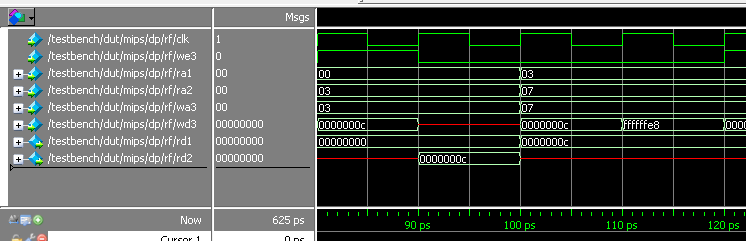 Msgs
/testbench/dut/mips/dp/rf/clk 1
/testbench/dut/mips/dp/rf/we3 0
/testbench/dut/mips/dp/rf/ra1 00 00 03
/testbench/dut/mips/dp/rf/ra2 00 03 07
/testbench/dut/mips/dp/rf/wa3 00 03 07
/testbench/dut/mips/dp/rf/wd3 00000000 0000000c 0000000c ffffffe8 0000
/testbench/dut/mips/dp/rf/rd1 00000000 00000000 0000000c
/testbench/dut/mips/dp/rf/rd2 00000000 0000000c
Now 625 ps 90 ps 100 ps 110 ps 120 ps
Cursor 1 0 ps